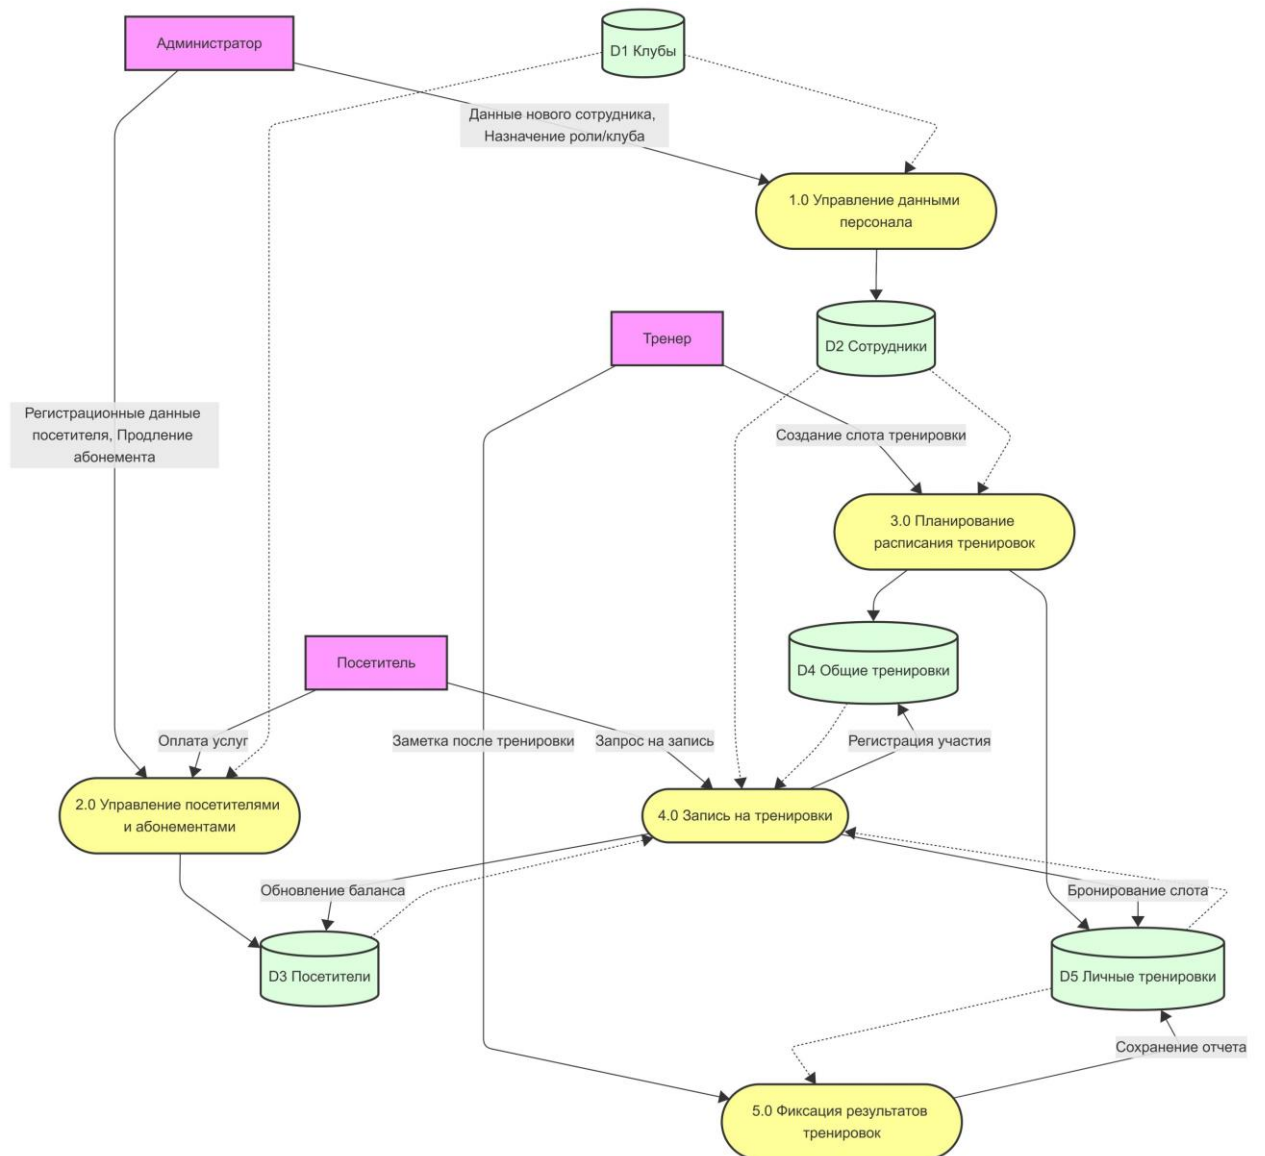 Администратор
D1 Клубы
Данные нового сотрудника,
Назначение роли/клуба
1.0 Управление данными
персонала
Тренер
D2 Сотрудники
Регистрационные данные
посетителя, Продление
абонемента
Создание слота тренировки
3.0 Планирование
расписания тренировок
Посетитель
D4 Общие тренировки
Оплата услуг
Заметка после тренировки
Запрос на запись
Регистрация участия
2.0 Управление посетителями
и абонементами
4.0 Запись на тренировки
Обновление баланса
Бронирование слота
D3 Посетители
D5 Личные тренировки
Сохранение отчета
5.0 Фиксация результатов
тренировок